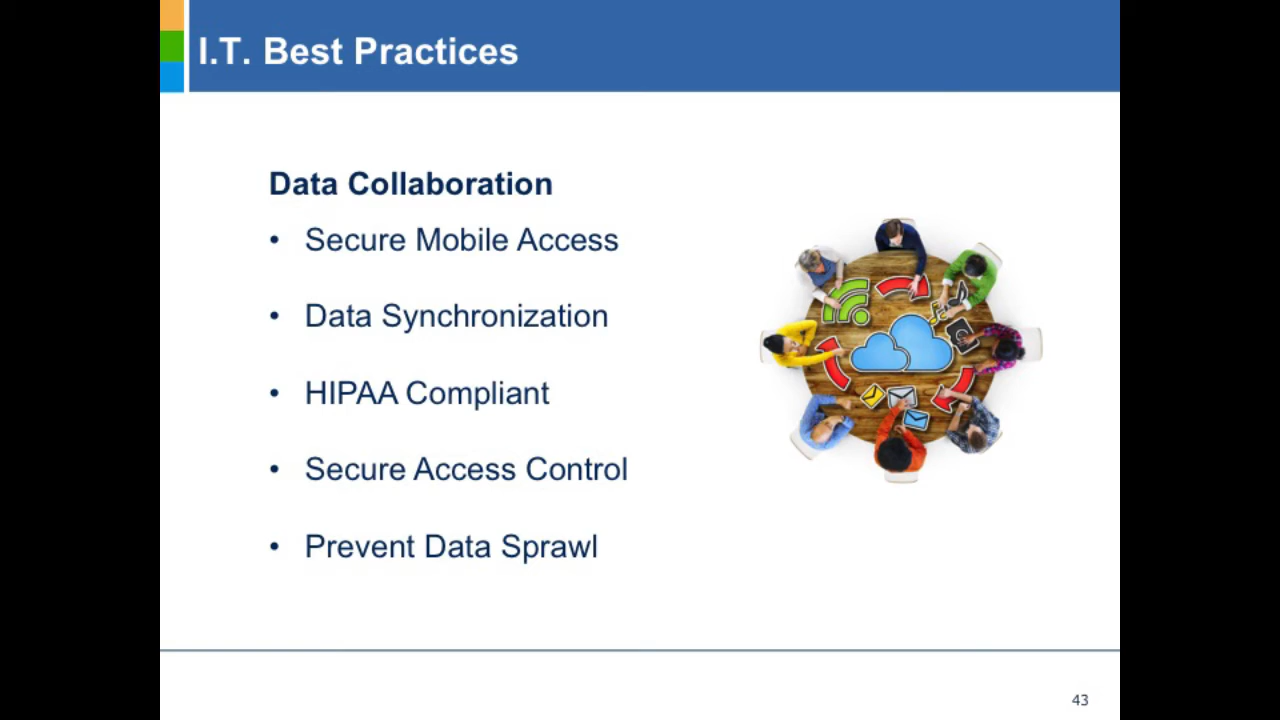 I.T. Best Practices
Data Collaboration
• Secure Mobile Access
• Data Synchronization
• HIPAA Compliant
• Secure Access Control
• Prevent Data Sprawl
43